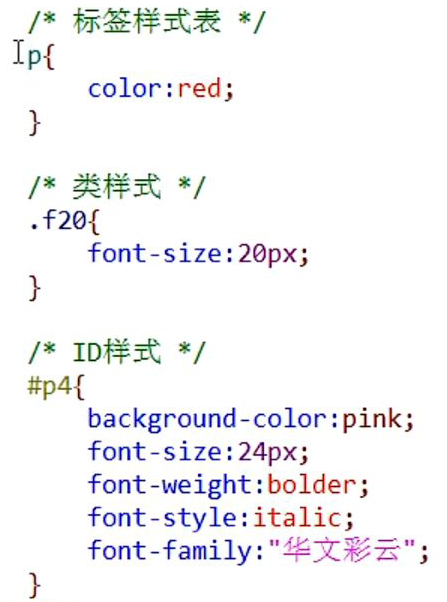 /* 标签样式表 */
p{
color:red;
}
/* 类样式 */
.f20{
font-size:20px;
}
/* ID样式 */
#p4{
background-color:pink;
font-size:24px;
font-weight:bolder;
font-style:italic;
font-family:"华文彩云";
}